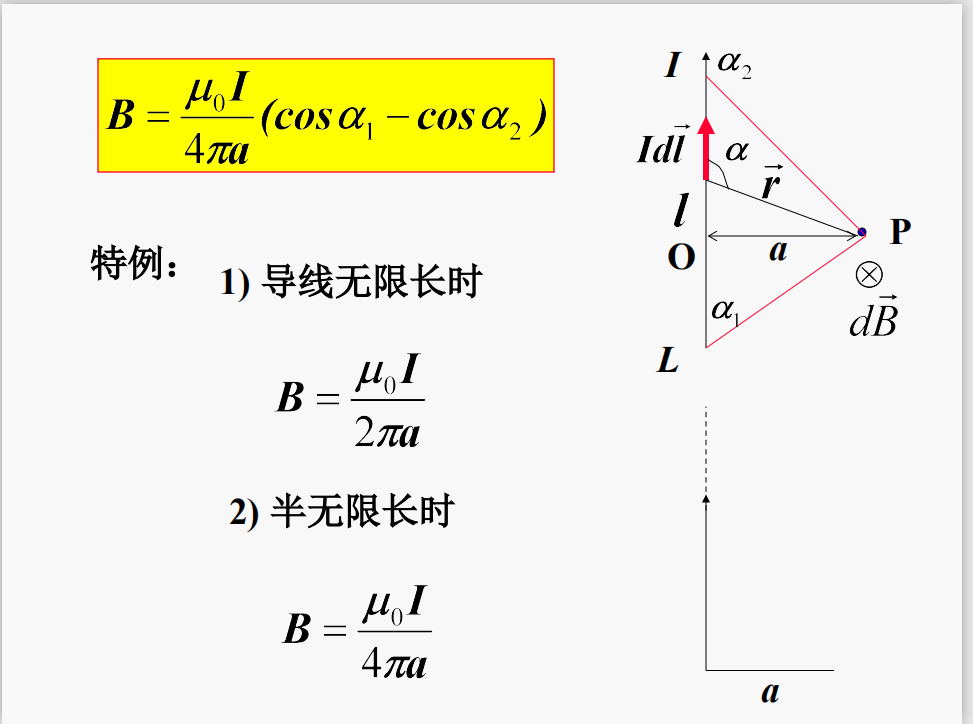 B = μ₀I / 4πa (cosα₁ − cosα₂)
特例：
1) 导线无限长时
B = μ₀I / 2πa
2) 半无限长时
B = μ₀I / 4πa
I α₂
Idl⃗ α
r⃗
l
O a P
⊗
α₁ dB⃗
L
a